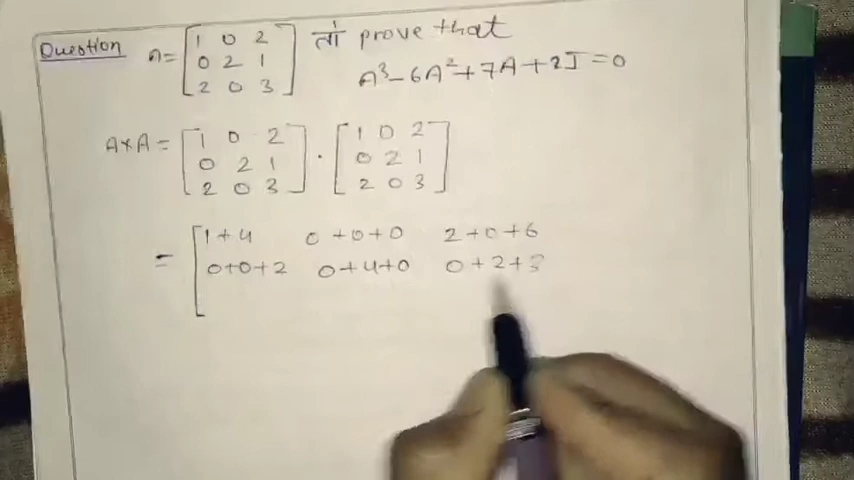 Question A = [1 0 2 तो prove that
0 2 1
2 0 3] A³ - 6A² + 7A + 2I = 0
A×A = [1 0 2 · [1 0 2
0 2 1 0 2 1
2 0 3] 2 0 3]
= [1+4 0+0+0 2+0+6
0+0+2 0+4+0 0+2+3